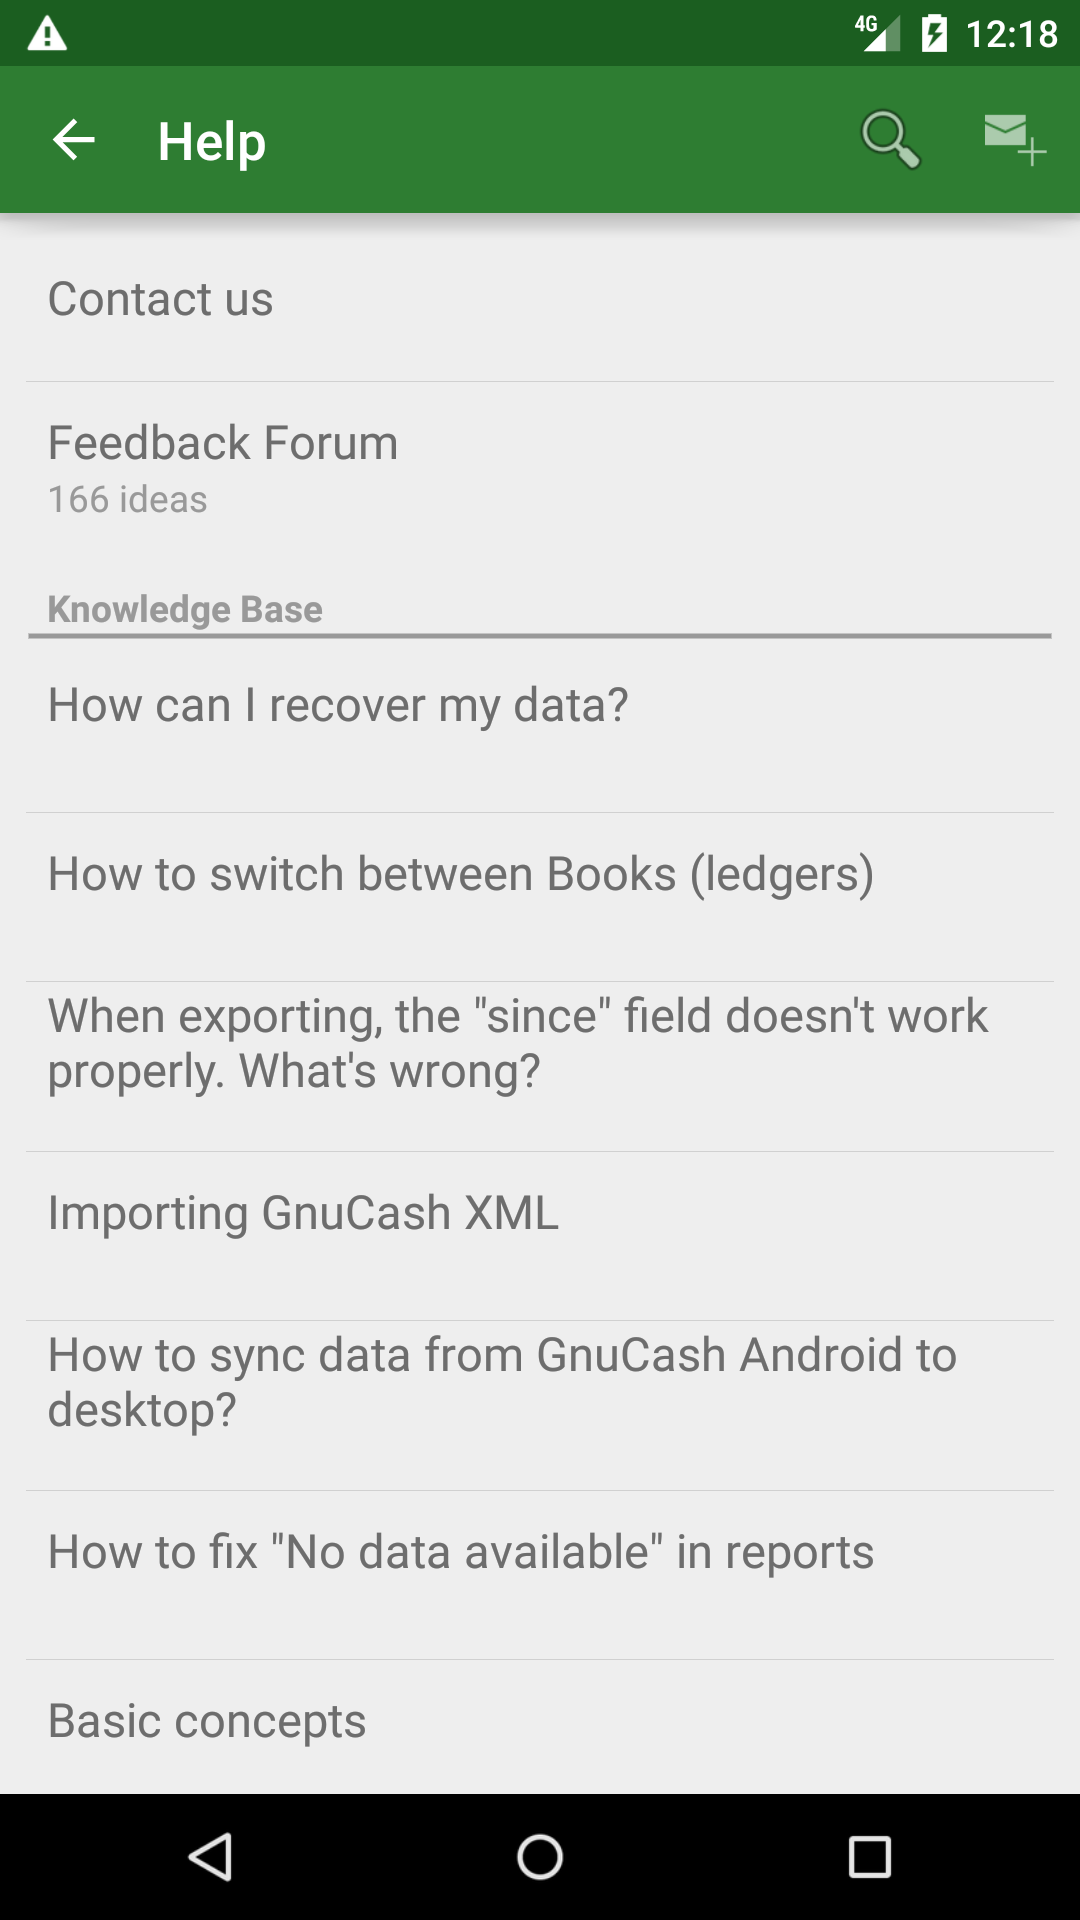 4G 12:18
Help
Contact us
Feedback Forum
166 ideas
Knowledge Base
How can I recover my data?
How to switch between Books (ledgers)
When exporting, the "since" field doesn't work
properly. What's wrong?
Importing GnuCash XML
How to sync data from GnuCash Android to
desktop?
How to fix "No data available" in reports
Basic concepts